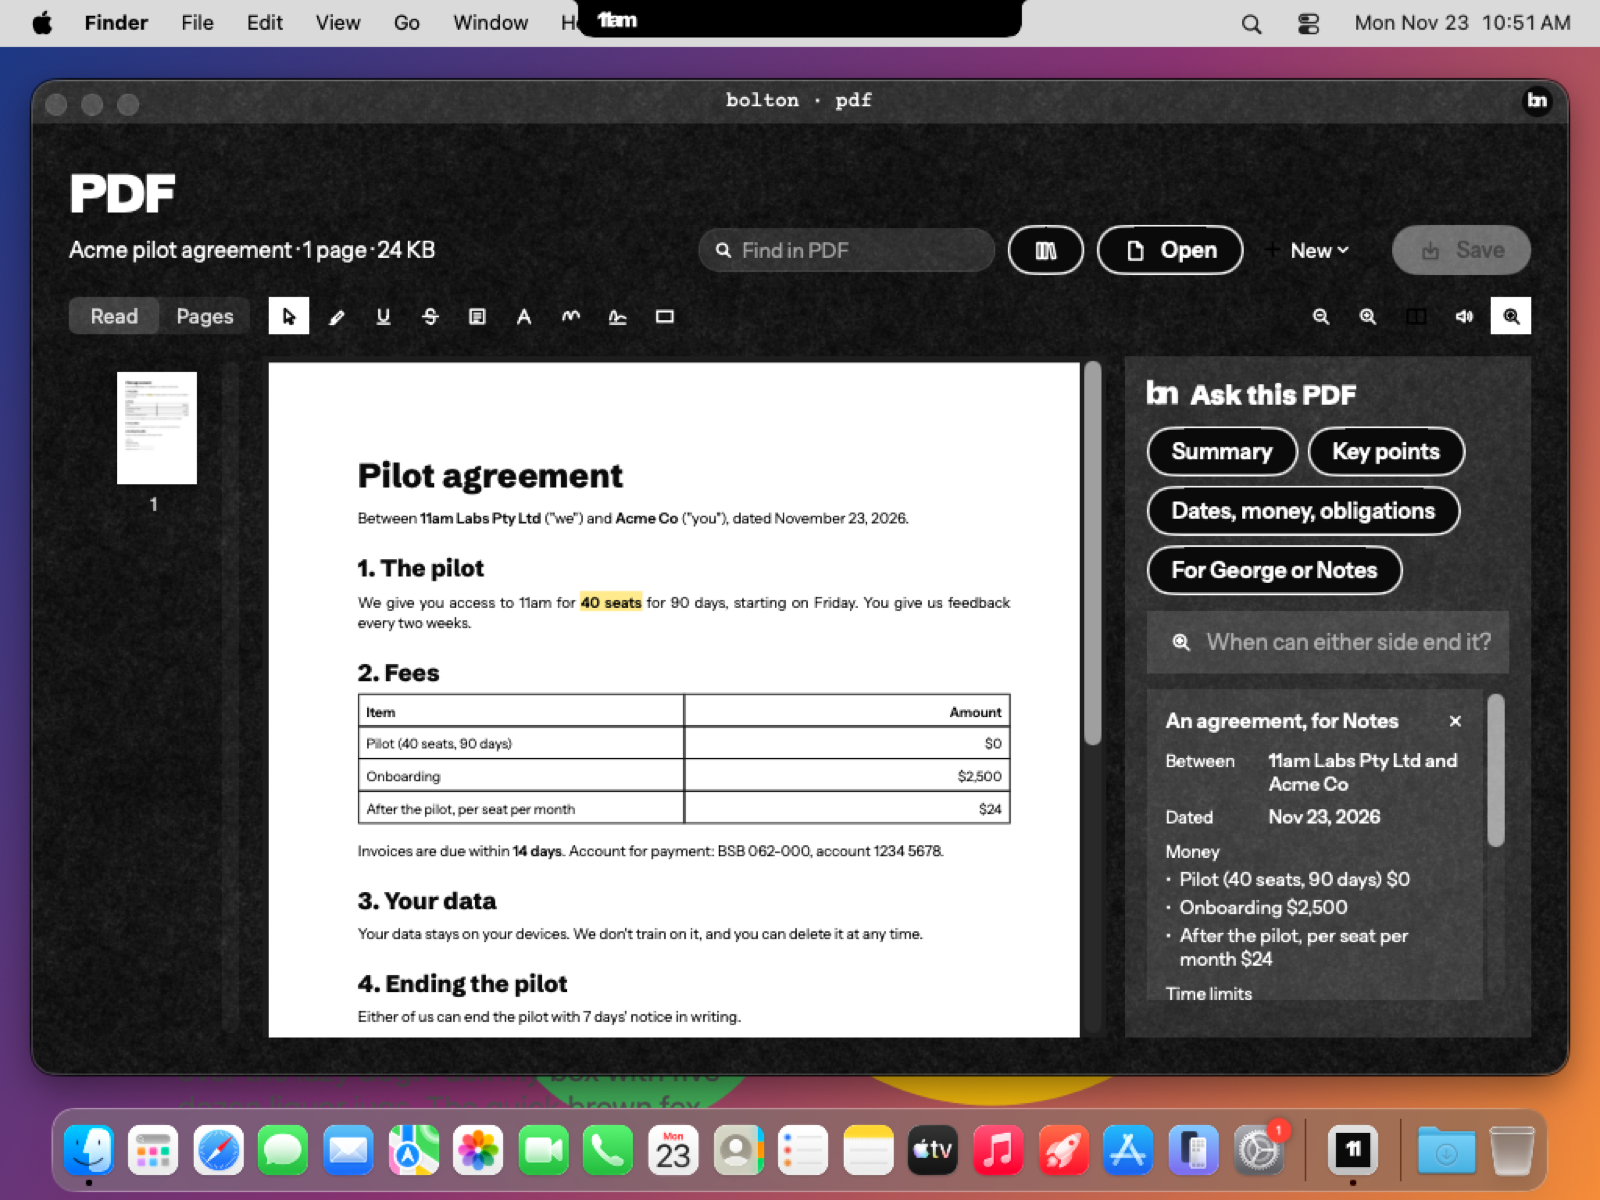 Finder File Edit View Go Window
11am
Mon Nov 23 10:51 AM
bolton · pdf
bn
PDF
Acme pilot agreement · 1 page · 24 KB
Find in PDF
Open
New
Save
Read Pages
1
Pilot agreement
Between 11am Labs Pty Ltd ("we") and Acme Co ("you"), dated November 23, 2026.
1. The pilot
We give you access to 11am for 40 seats for 90 days, starting on Friday. You give us feedback
every two weeks.
2. Fees
Item Amount
Pilot (40 seats, 90 days) $0
Onboarding $2,500
After the pilot, per seat per month $24
Invoices are due within 14 days. Account for payment: BSB 062-000, account 1234 5678.
3. Your data
Your data stays on your devices. We don't train on it, and you can delete it at any time.
4. Ending the pilot
Either of us can end the pilot with 7 days' notice in writing.
bn Ask this PDF
Summary
Key points
Dates, money, obligations
For George or Notes
When can either side end it?
An agreement, for Notes
Between 11am Labs Pty Ltd and
Acme Co
Dated Nov 23, 2026
Money
· Pilot (40 seats, 90 days) $0
· Onboarding $2,500
· After the pilot, per seat per
month $24
Time limits
box with five
quick brown fox
Mon
23
tv
1
11